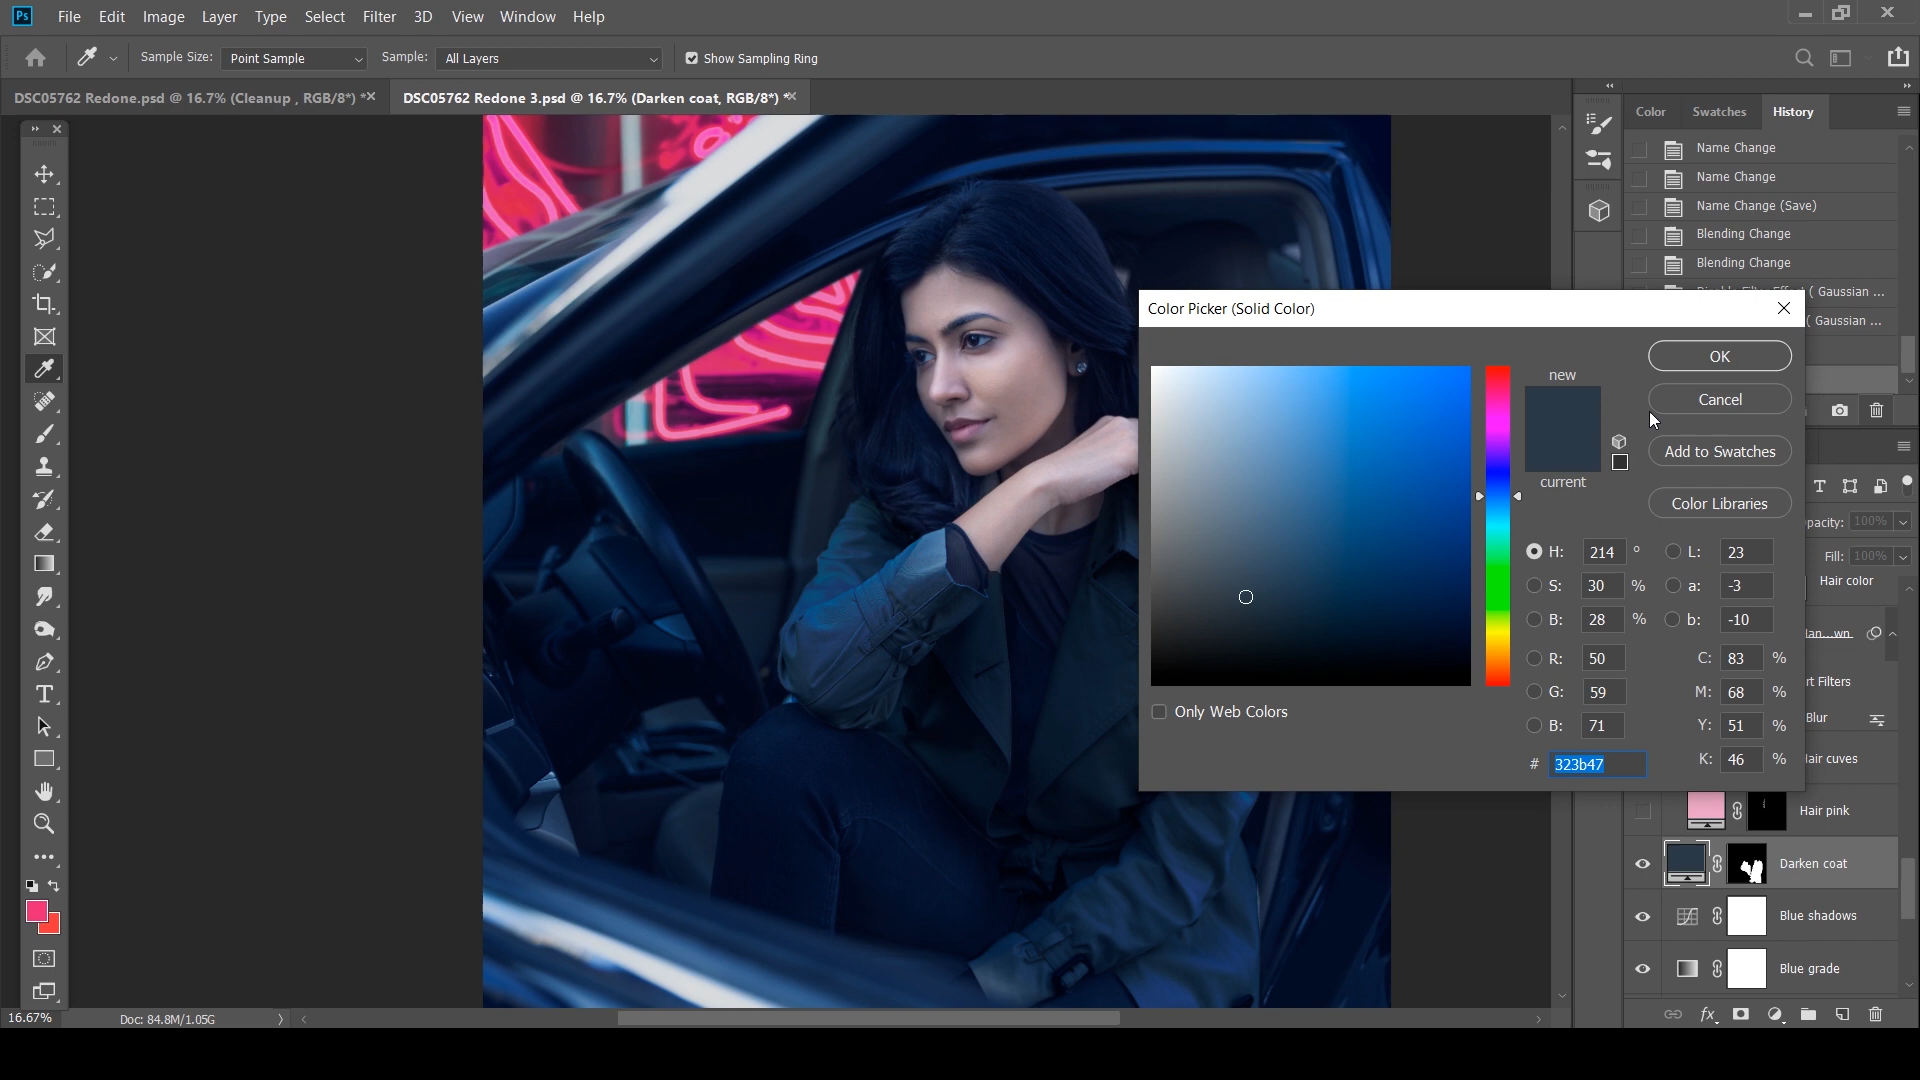 Ps File Edit Image Layer Type Select Filter 3D View Window Help
Sample Size: Point Sample Sample: All Layers Show Sampling Ring
DSC05762 Redone.psd @ 16.7% (Cleanup , RGB/8*) *
DSC05762 Redone 3.psd @ 16.7% (Darken coat, RGB/8*) *
Color Swatches History
Name Change
Name Change
Name Change (Save)
Blending Change
Blending Change
( Gaussian ...
( Gaussian ...
Color Picker (Solid Color)
new
current
OK
Cancel
Add to Swatches
Color Libraries
H: 214 °
S: 30 %
B: 28 %
R: 50
G: 59
B: 71
# 323b47
L: 23
a: -3
b: -10
C: 83 %
M: 68 %
Y: 51 %
K: 46 %
Only Web Colors
T
pacity: 100%
Fill: 100%
Hair color
lan...wn
rt Filters
Blur
lair cuves
Hair pink
Darken coat
Blue shadows
Blue grade
fx
T
16.67% Doc: 84.8M/1.05G